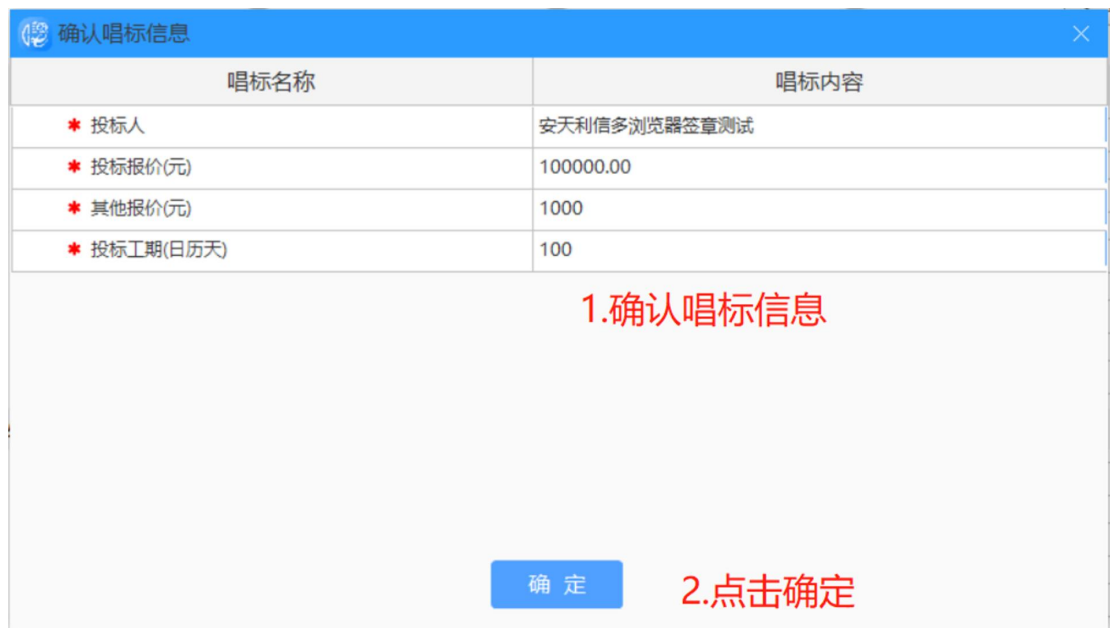 确认唱标信息
唱标名称 唱标内容
* 投标人 安天利信多浏览器签章测试
* 投标报价(元) 100000.00
* 其他报价(元) 1000
* 投标工期(日历天) 100
1.确认唱标信息
确 定
2.点击确定